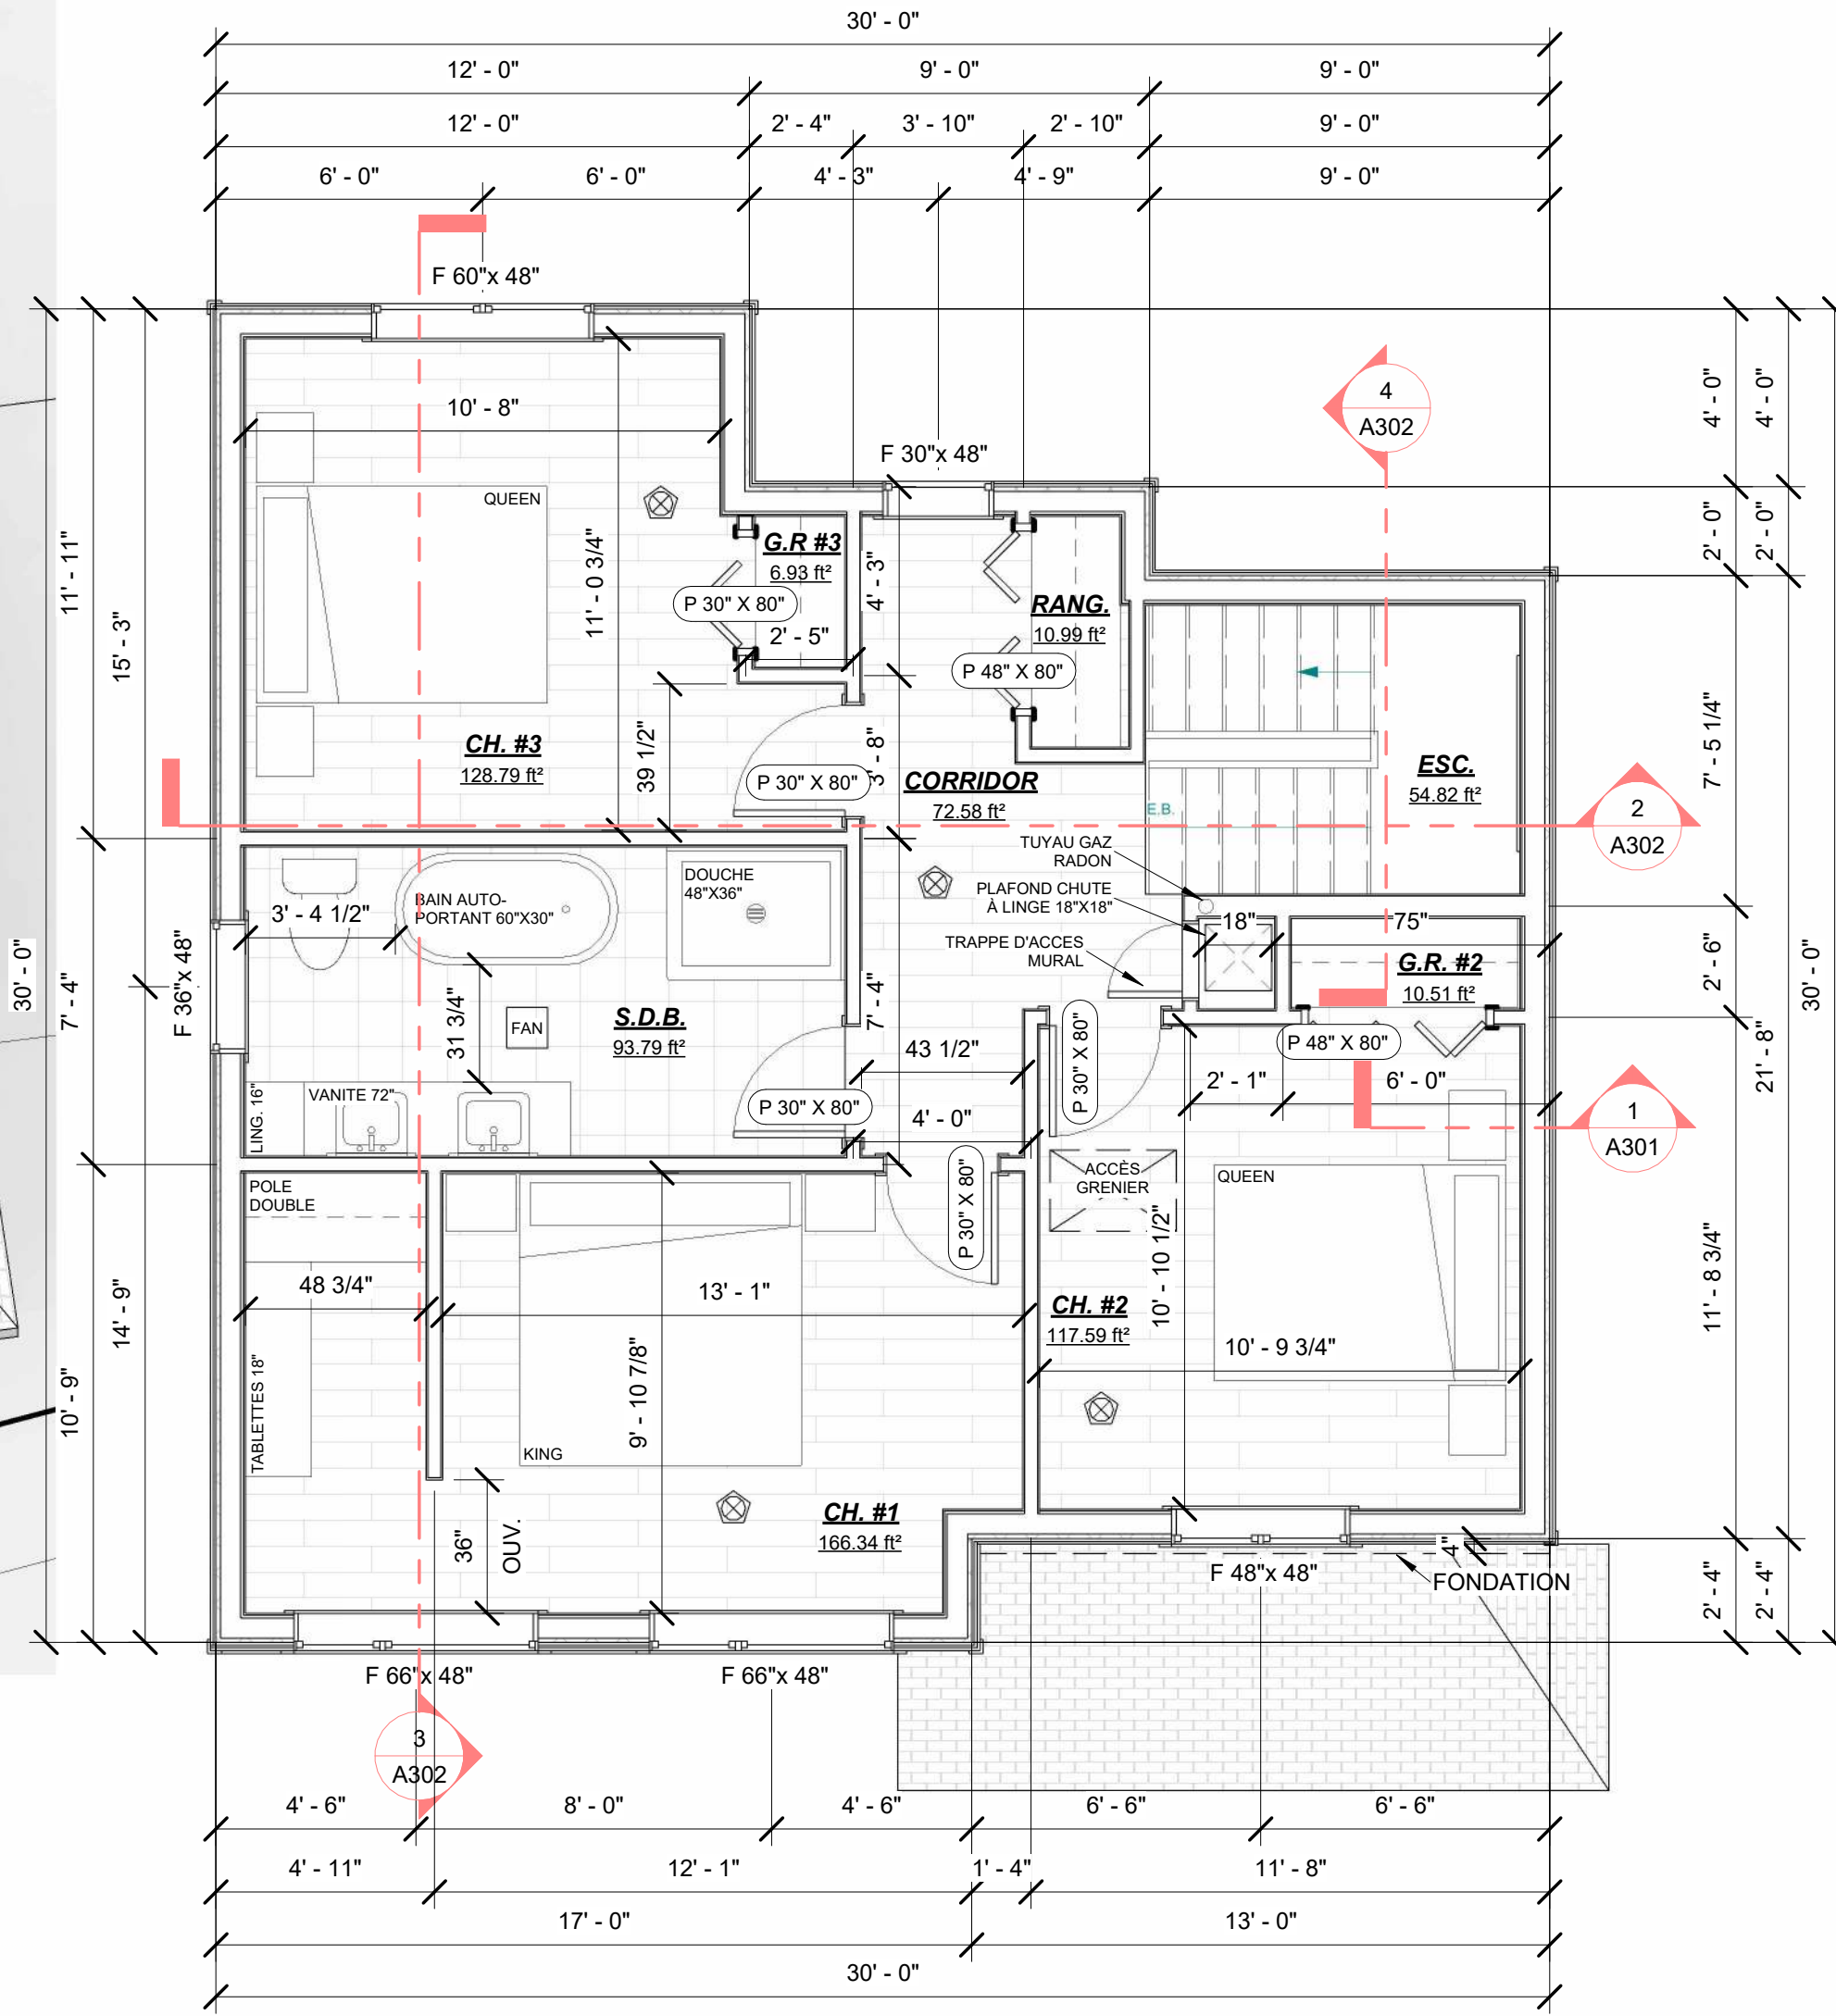 30' - 0"
12' - 0"
9' - 0"
9' - 0"
12' - 0"
2' - 4"
3' - 10"
2' - 10"
9' - 0"
6' - 0"
6' - 0"
4' - 3"
4' - 9"
9' - 0"
F 60"x 48"
10' - 8"
QUEEN
11' - 0 3/4"
CH. #3
128.79 ft²
39 1/2"
P 30" X 80"
G.R #3
6.93 ft²
P 30" X 80"
2' - 5"
F 30"x 48"
4' - 3"
3' - 8"
RANG.
10.99 ft²
P 48" X 80"
CORRIDOR
72.58 ft²
4
A302
ESC.
54.82 ft²
E.B.
2
A302
TUYAU GAZ
RADON
PLAFOND CHUTE
À LINGE 18"X18"
TRAPPE D'ACCES
MURAL
18"
75"
G.R. #2
10.51 ft²
P 48" X 80"
2' - 1"
6' - 0"
1
A301
30' - 0"
11' - 11"
7' - 4"
10' - 9"
15' - 3"
14' - 9"
F 36"x 48"
3' - 4 1/2"
BAIN AUTO-
PORTANT 60"X30"
DOUCHE
48"X36"
31 3/4"
FAN
S.D.B.
93.79 ft²
LING. 16"
VANITE 72"
P 30" X 80"
7' - 4"
43 1/2"
4' - 0"
P 30" X 80"
P 30" X 80"
POLE
DOUBLE
48 3/4"
TABLETTES 18"
13' - 1"
9' - 10 7/8"
KING
36"
OUV.
CH. #1
166.34 ft²
ACCÈS
GRENIER
QUEEN
10' - 10 1/2"
CH. #2
117.59 ft²
10' - 9 3/4"
F 48"x 48"
4"
FONDATION
4' - 0"
4' - 0"
2' - 0"
2' - 0"
7' - 5 1/4"
2' - 6"
21' - 8"
11' - 8 3/4"
2' - 4"
2' - 4"
30' - 0"
F 66"x 48"
F 66"x 48"
3
A302
4' - 6"
8' - 0"
4' - 6"
6' - 6"
6' - 6"
4' - 11"
12' - 1"
1' - 4"
11' - 8"
17' - 0"
13' - 0"
30' - 0"